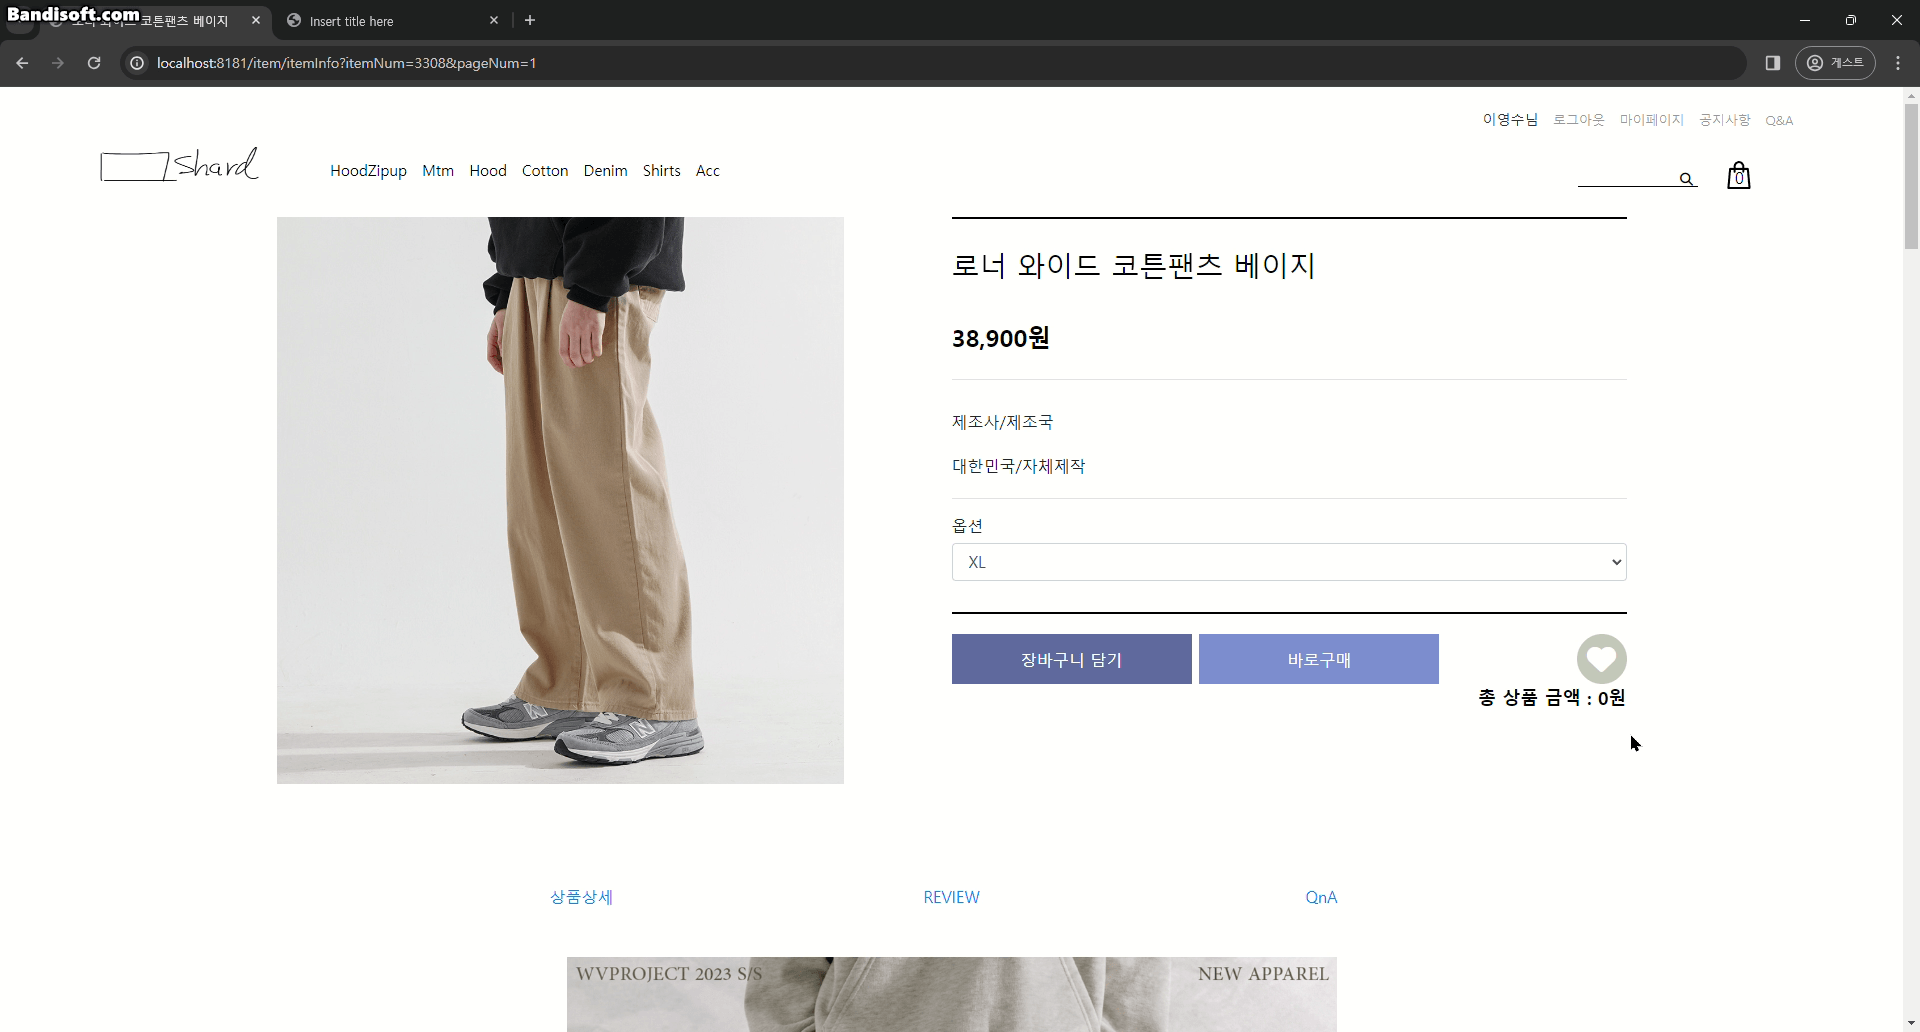 Bandisoft.com
로너 와이드 코튼팬츠 베이지
Insert title here
localhost:8181/item/itemInfo?itemNum=3308&pageNum=1
게스트
이영수님 로그아웃 마이페이지 공지사항 Q&A
Shard
HoodZipup Mtm Hood Cotton Denim Shirts Acc
0
로너 와이드 코튼팬츠 베이지
38,900원
제조사/제조국
대한민국/자체제작
옵션
XL
장바구니 담기
바로구매
총 상품 금액 : 0원
상품상세
REVIEW
QnA
WVPROJECT 2023 S/S
NEW APPAREL